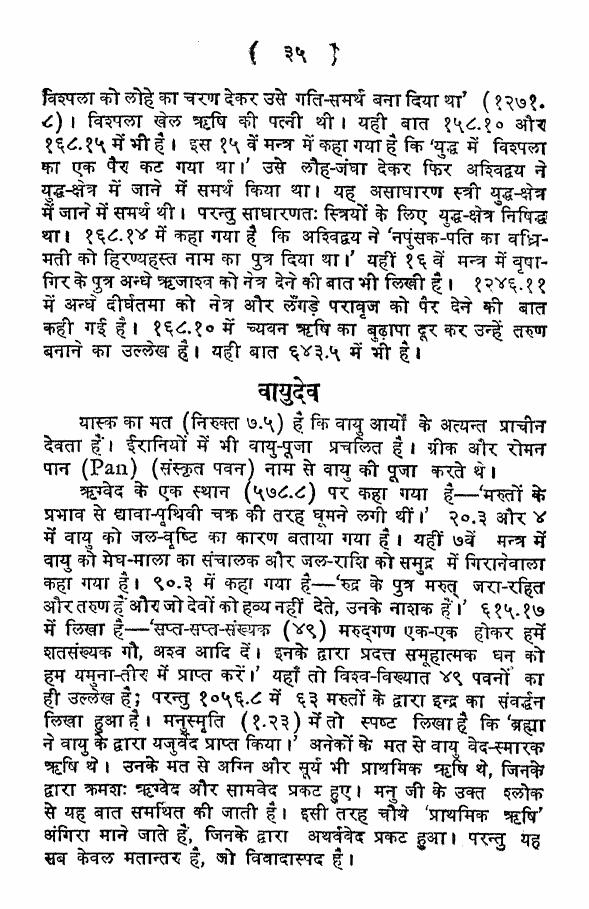 ( ३५ )
विश्पला को लोहे का चरण देकर उसे गति-समर्थ बना दिया था’ (१२७१.
८)। विश्पला खेल ऋषि की पत्नी थी। यही बात १५८.१० और
१६८.१५ में भी है। इस १५ वें मन्त्र में कहा गया है कि ‘युद्ध में विश्पला
का एक पैर कट गया था।’ उसे लौह-जंघा देकर फिर अश्विद्वय ने
युद्ध-क्षेत्र में जाने में समर्थ किया था। यह असाधारण स्त्री युद्ध-क्षेत्र
में जाने में समर्थ थी। परन्तु साधारणतः स्त्रियों के लिए युद्ध-क्षेत्र निषिद्ध
था। १६८.१४ में कहा गया है कि अश्विद्वय ने ‘नपुंसक-पति का वध्रि-
मती को हिरण्यहस्त नाम का पुत्र दिया था।’ यहीं १६ वें मन्त्र में वृषा-
गिर के पुत्र अन्धे ऋजाश्व को नेत्र देने की बात भी लिखी है। १२४६.११
में अन्धे दीर्घतमा को नेत्र और लँगड़े परावृज को पैर देने की बात
कही गई है। १६८.१० में च्यवन ऋषि का बुढ़ापा दूर कर उन्हें तरुण
बनाने का उल्लेख है। यही बात ६४३.५ में भी है।
वायुदेव
यास्क का मत (निरुक्त ७.५) है कि वायु आर्यों के अत्यन्त प्राचीन
देवता हैं। ईरानियों में भी वायु-पूजा प्रचलित है। ग्रीक और रोमन
पान (Pan) (संस्कृत पवन) नाम से वायु की पूजा करते थे।
ऋग्वेद के एक स्थान (५७८.८) पर कहा गया है—‘मरुतों के
प्रभाव से द्यावा-पृथिवी चक्र की तरह घूमने लगी थीं।’ २०.३ और ४
में वायु को जल-वृष्टि का कारण बताया गया है। यहीं ७वें मन्त्र में
वायु को मेघ-माला का संचालक और जल-राशि को समुद्र में गिरानेवाला
कहा गया है। ९०.३ में कहा गया है—‘रुद्र के पुत्र मरुत् जरा-रहित
और तरुण हैं और जो देवों को हव्य नहीं देते, उनके नाशक हैं।’ ६१५.१७
में लिखा है—‘सप्त-सप्त-संख्यक (४९) मरुद्गण एक-एक होकर हमें
शतसंख्यक गौ, अश्व आदि दें। इनके द्वारा प्रदत्त समूहात्मक धन को
हम यमुना-तीर में प्राप्त करें।’ यहाँ तो विश्व-विख्यात ४९ पवनों का
ही उल्लेख है; परन्तु १०५६.८ में ६३ मरुतों के द्वारा इन्द्र का संवर्द्धन
लिखा हुआ है। मनुस्मृति (१.२३) में तो स्पष्ट लिखा है कि ‘ब्रह्मा
ने वायु के द्वारा यजुर्वेद प्राप्त किया।’ अनेकों के मत से वायु वेद-स्मारक
ऋषि थे। उनके मत से अग्नि और सूर्य भी प्राथमिक ऋषि थे, जिनके
द्वारा क्रमशः ऋग्वेद और सामवेद प्रकट हुए। मनु जी के उक्त श्लोक
से यह बात समर्थित की जाती है। इसी तरह चौथे ‘प्राथमिक ऋषि’
अंगिरा माने जाते हैं, जिनके द्वारा अथर्ववेद प्रकट हुआ। परन्तु यह
सब केवल मतान्तर है, जो विवादास्पद है।